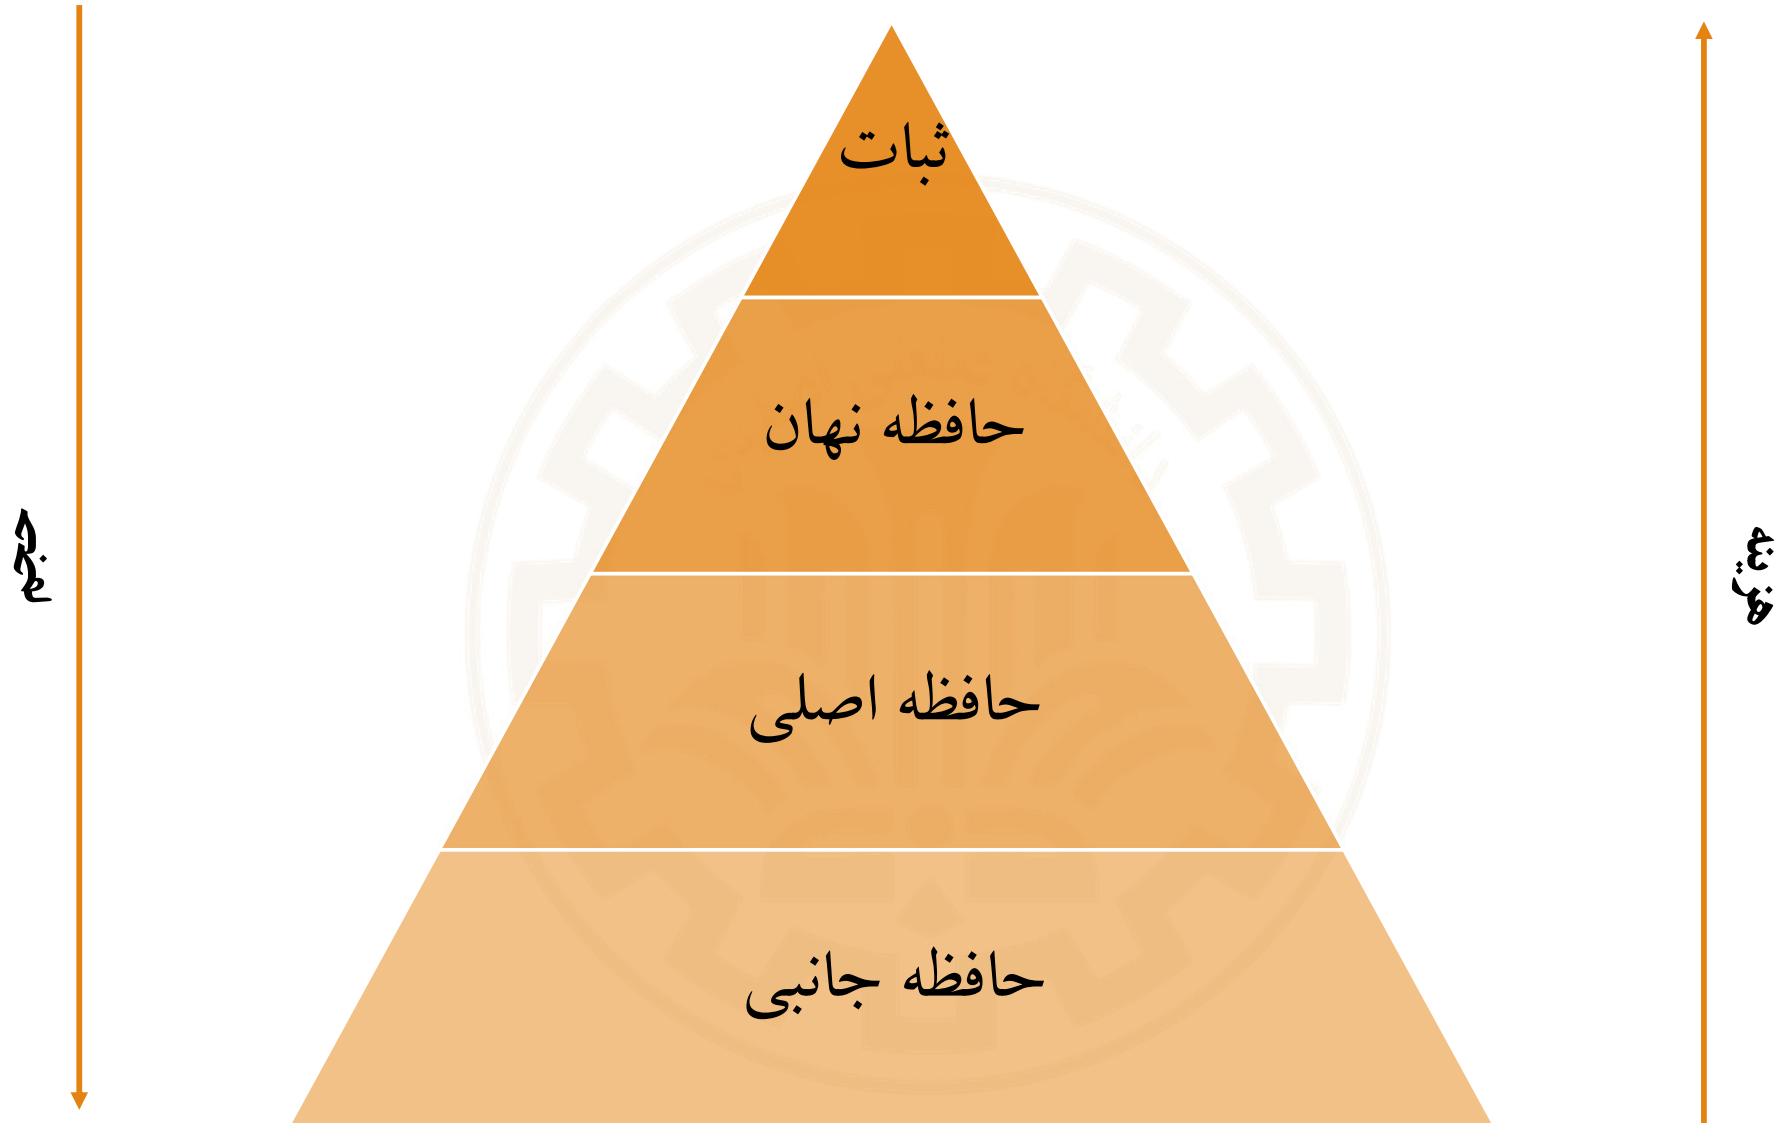 ثبات
حافظه نهان
حافظه اصلی
حافظه جانبی
هزینه
حجم